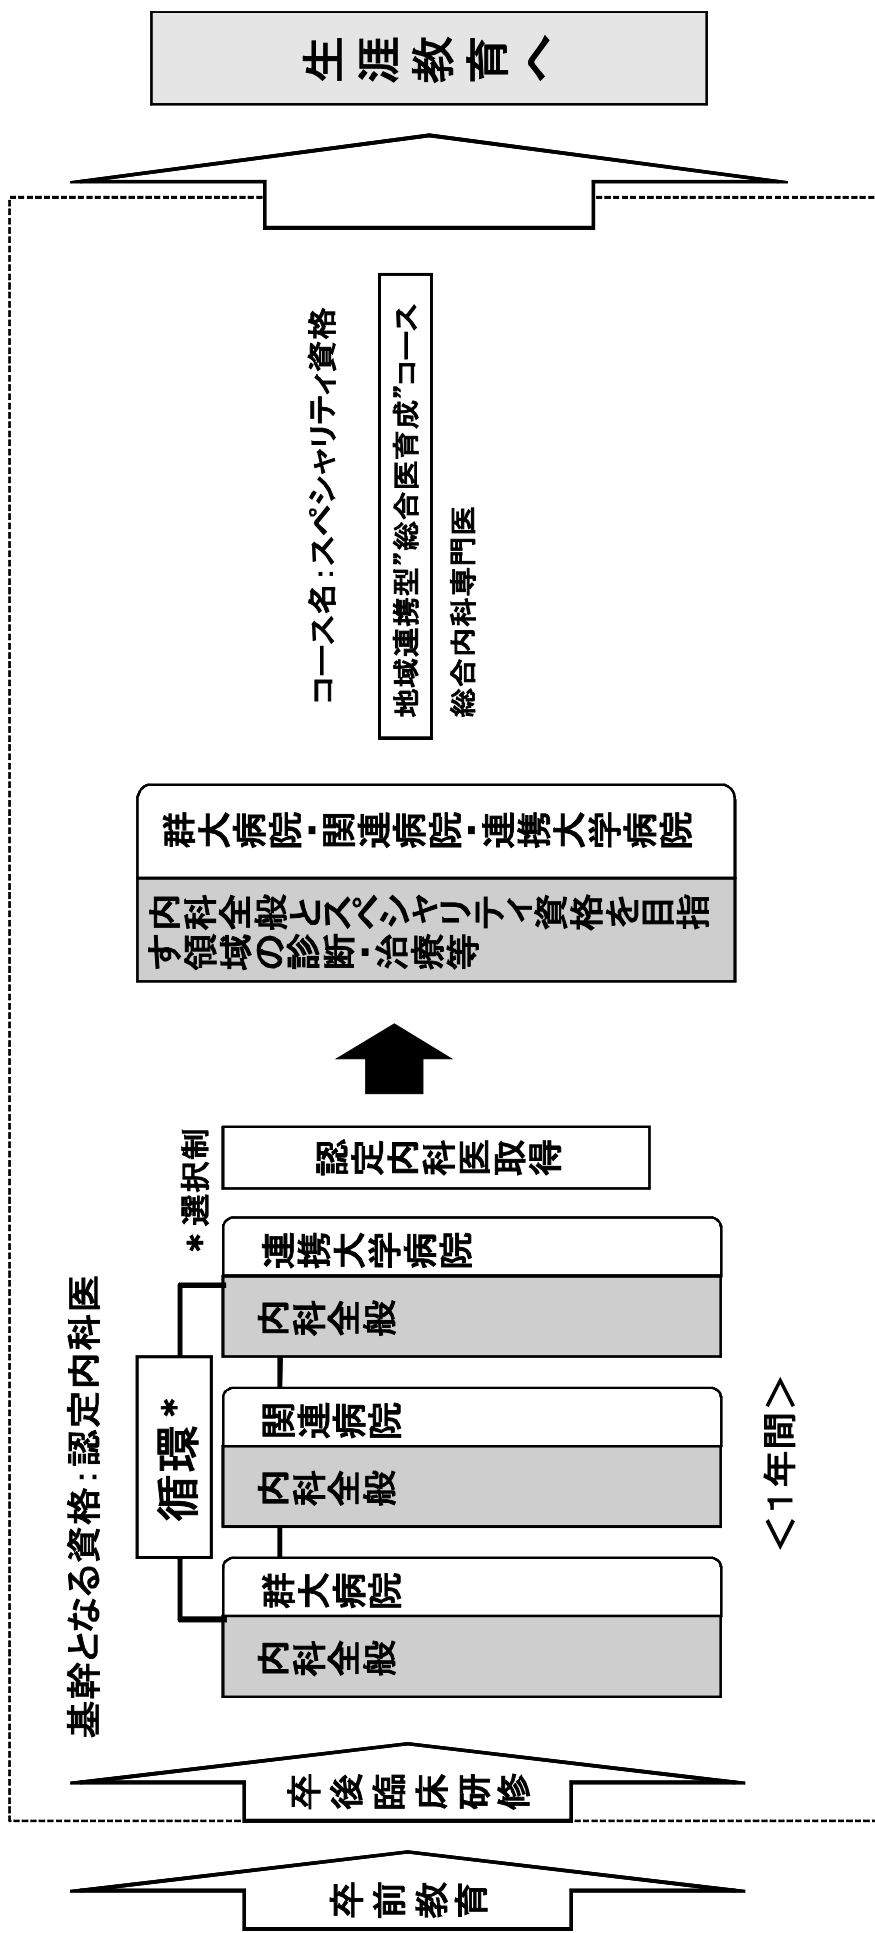 卒前教育
卒後臨床研修
基幹となる資格:認定内科医
循環*
*選択制
群大病院
内科全般
関連病院
内科全般
連携大学病院
内科全般
<1年間>
認定内科医取得
群大病院・関連病院・連携大学病院
内科全般とスペシャリティ資格を目指
す領域の診断・治療等
コース名:スペシャリティ資格
地域連携型”総合医育成”コース
総合内科専門医
生涯教育へ